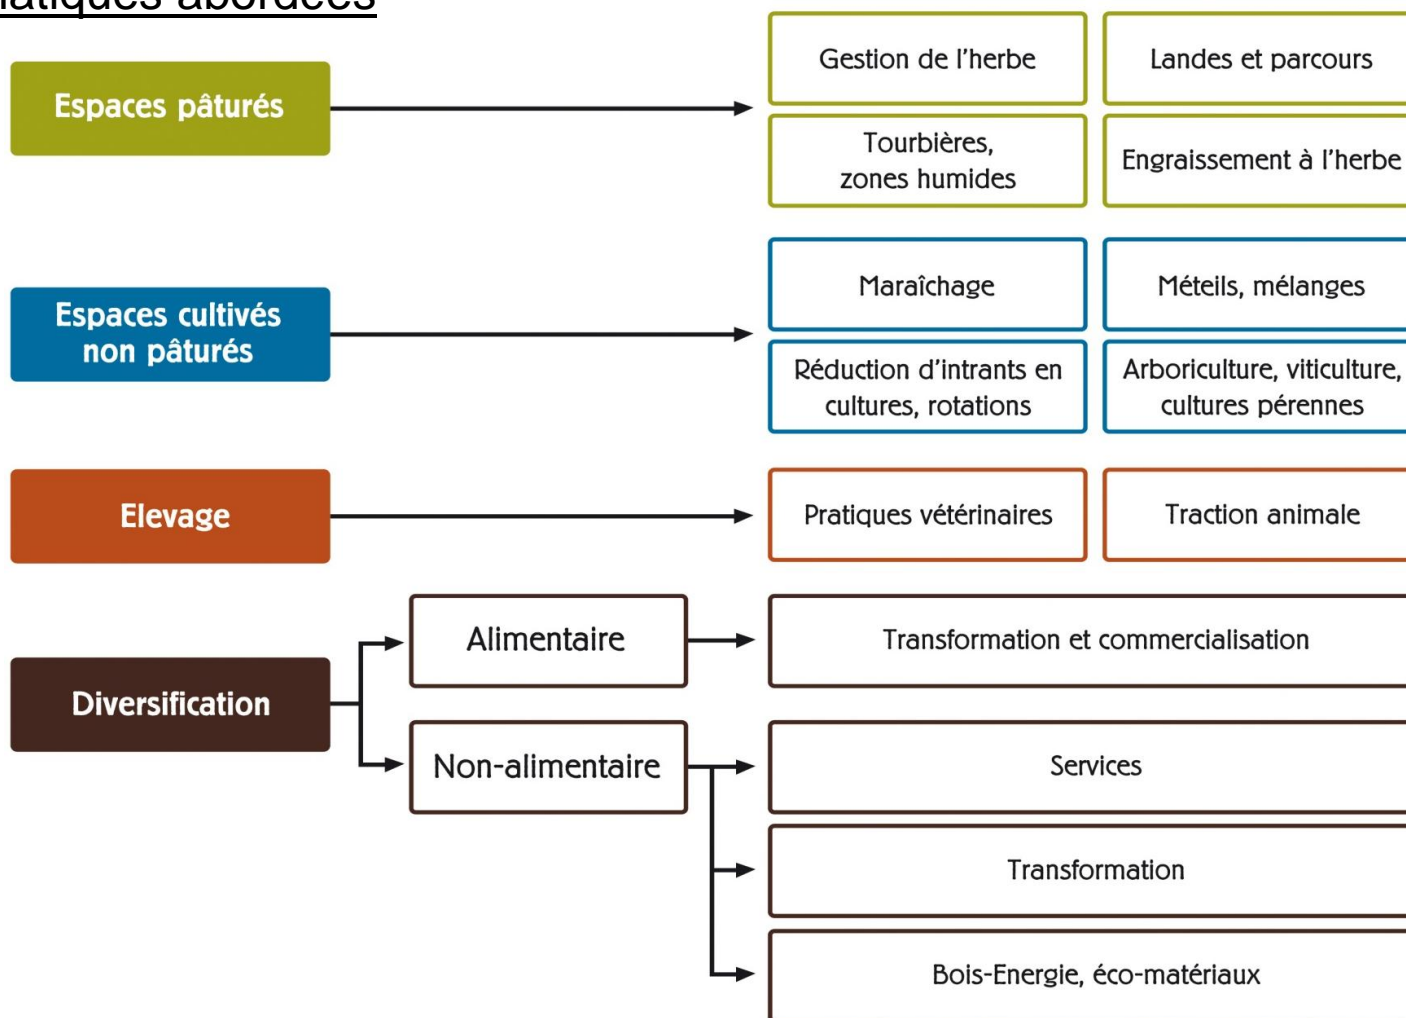 abordées
Espaces pâturés
Gestion de l'herbe
Landes et parcours
Tourbières,
zones humides
Engraissement à l'herbe
Espaces cultivés
non pâturés
Maraîchage
Méteils, mélanges
Réduction d'intrants en
cultures, rotations
Arboriculture, viticulture,
cultures pérennes
Elevage
Pratiques vétérinaires
Traction animale
Diversification
Alimentaire
Transformation et commercialisation
Non-alimentaire
Services
Transformation
Bois-Energie, éco-matériaux